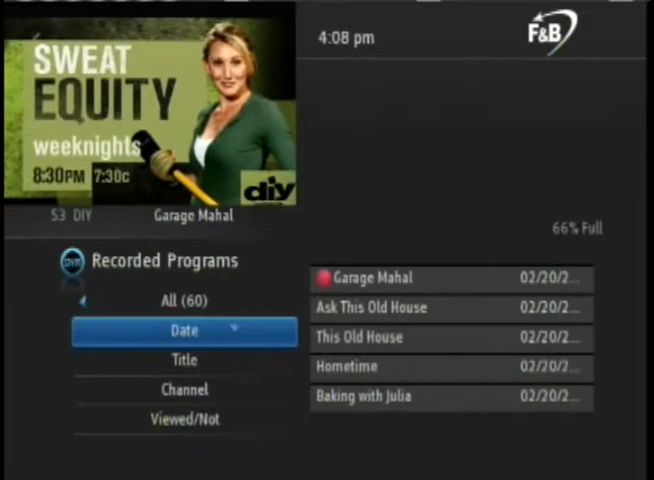 SWEAT
EQUITY
weeknights
8:30PM 7:30C
diy
4:08 pm
F&B
53 DIY Garage Mahal
66% Full
DVR Recorded Programs
All (60)
Date
Title
Channel
Viewed/Not
Garage Mahal 02/20/2...
Ask This Old House 02/20/2...
This Old House 02/20/2...
Hometime 02/20/2...
Baking with Julia 02/20/2...